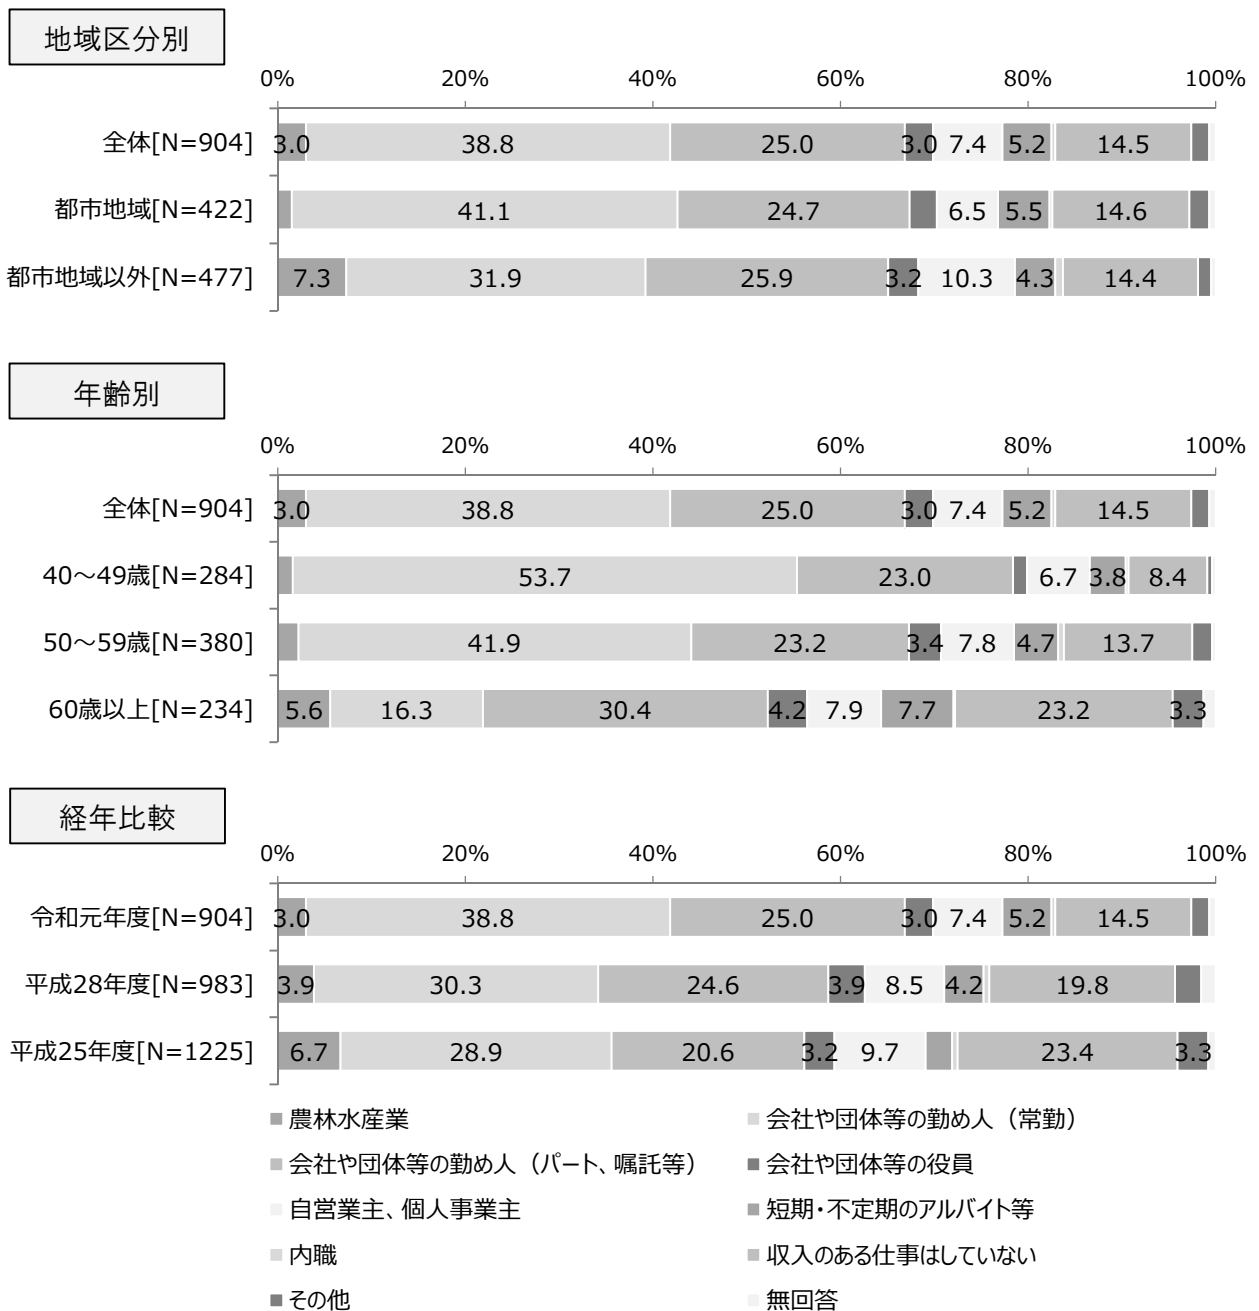 地域区分別
0% 20% 40% 60% 80% 100%
全体[N=904] 3.0 38.8 25.0 3.0 7.4 5.2 14.5
都市地域[N=422] 41.1 24.7 6.5 5.5 14.6
都市地域以外[N=477] 7.3 31.9 25.9 3.2 10.3 4.3 14.4
年齢別
0% 20% 40% 60% 80% 100%
全体[N=904] 3.0 38.8 25.0 3.0 7.4 5.2 14.5
40～49歳[N=284] 53.7 23.0 6.7 3.8 8.4
50～59歳[N=380] 41.9 23.2 3.4 7.8 4.7 13.7
60歳以上[N=234] 5.6 16.3 30.4 4.2 7.9 7.7 23.2 3.3
経年比較
0% 20% 40% 60% 80% 100%
令和元年度[N=904] 3.0 38.8 25.0 3.0 7.4 5.2 14.5
平成28年度[N=983] 3.9 30.3 24.6 3.9 8.5 4.2 19.8
平成25年度[N=1225] 6.7 28.9 20.6 3.2 9.7 23.4 3.3
農林水産業 会社や団体等の勤め人（常勤）
会社や団体等の勤め人（パート、嘱託等） 会社や団体等の役員
自営業主、個人事業主 短期・不定期のアルバイト等
内職 収入のある仕事はしていない
その他 無回答